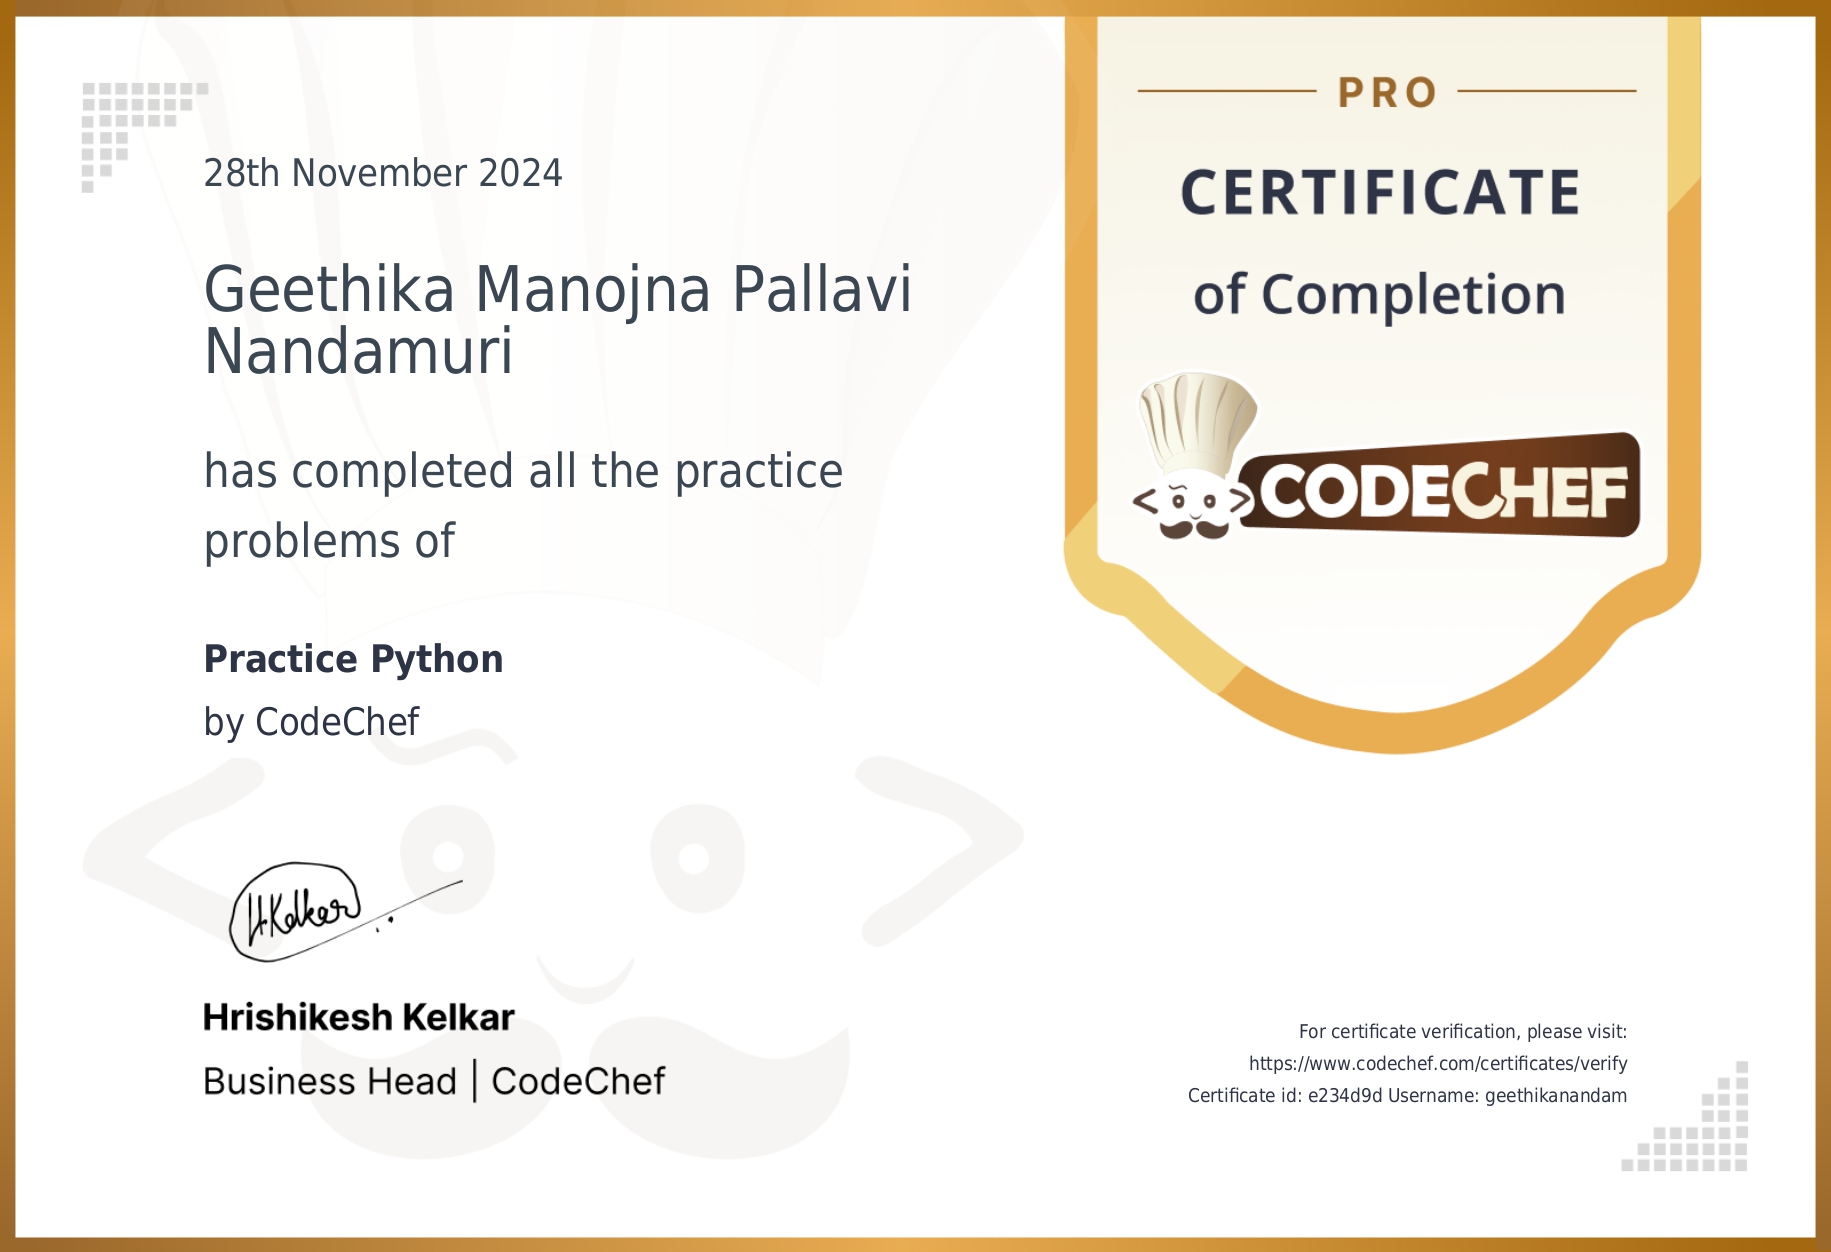 28th November 2024
Geethika Manojna Pallavi
Nandamuri
has completed all the practice
problems of
Practice Python
by CodeChef
HKelkar
Hrishikesh Kelkar
Business Head | CodeChef
PRO
CERTIFICATE
of Completion
CODECHEF
For certificate verification, please visit:
https://www.codechef.com/certificates/verify
Certificate id: e234d9d Username: geethikanandam